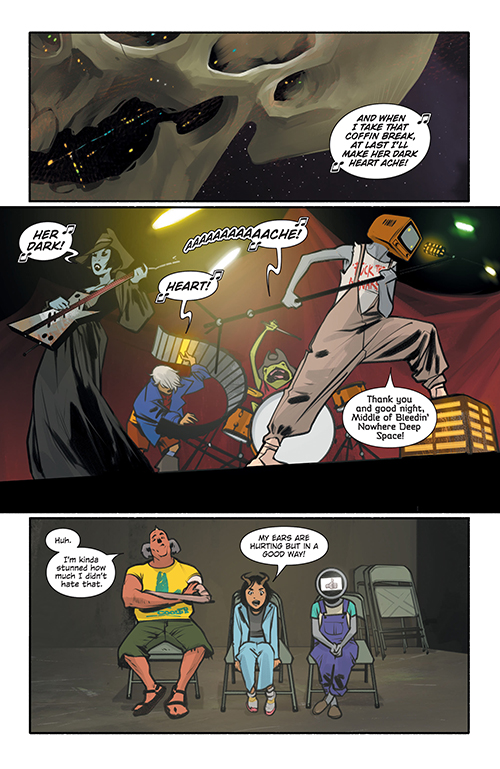 AND WHEN
I TAKE THAT
COFFIN BREAK,
AT LAST I'LL
MAKE HER DARK
HEART ACHE!
HER
DARK!
AAAAAAAAAAACHE!
HEART!
Thank you
and good night,
Middle of Bleedin'
Nowhere Deep
Space!
Huh.
I'm kinda
stunned how
much I didn't
hate that.
MY EARS ARE
HURTING BUT IN A
GOOD WAY!